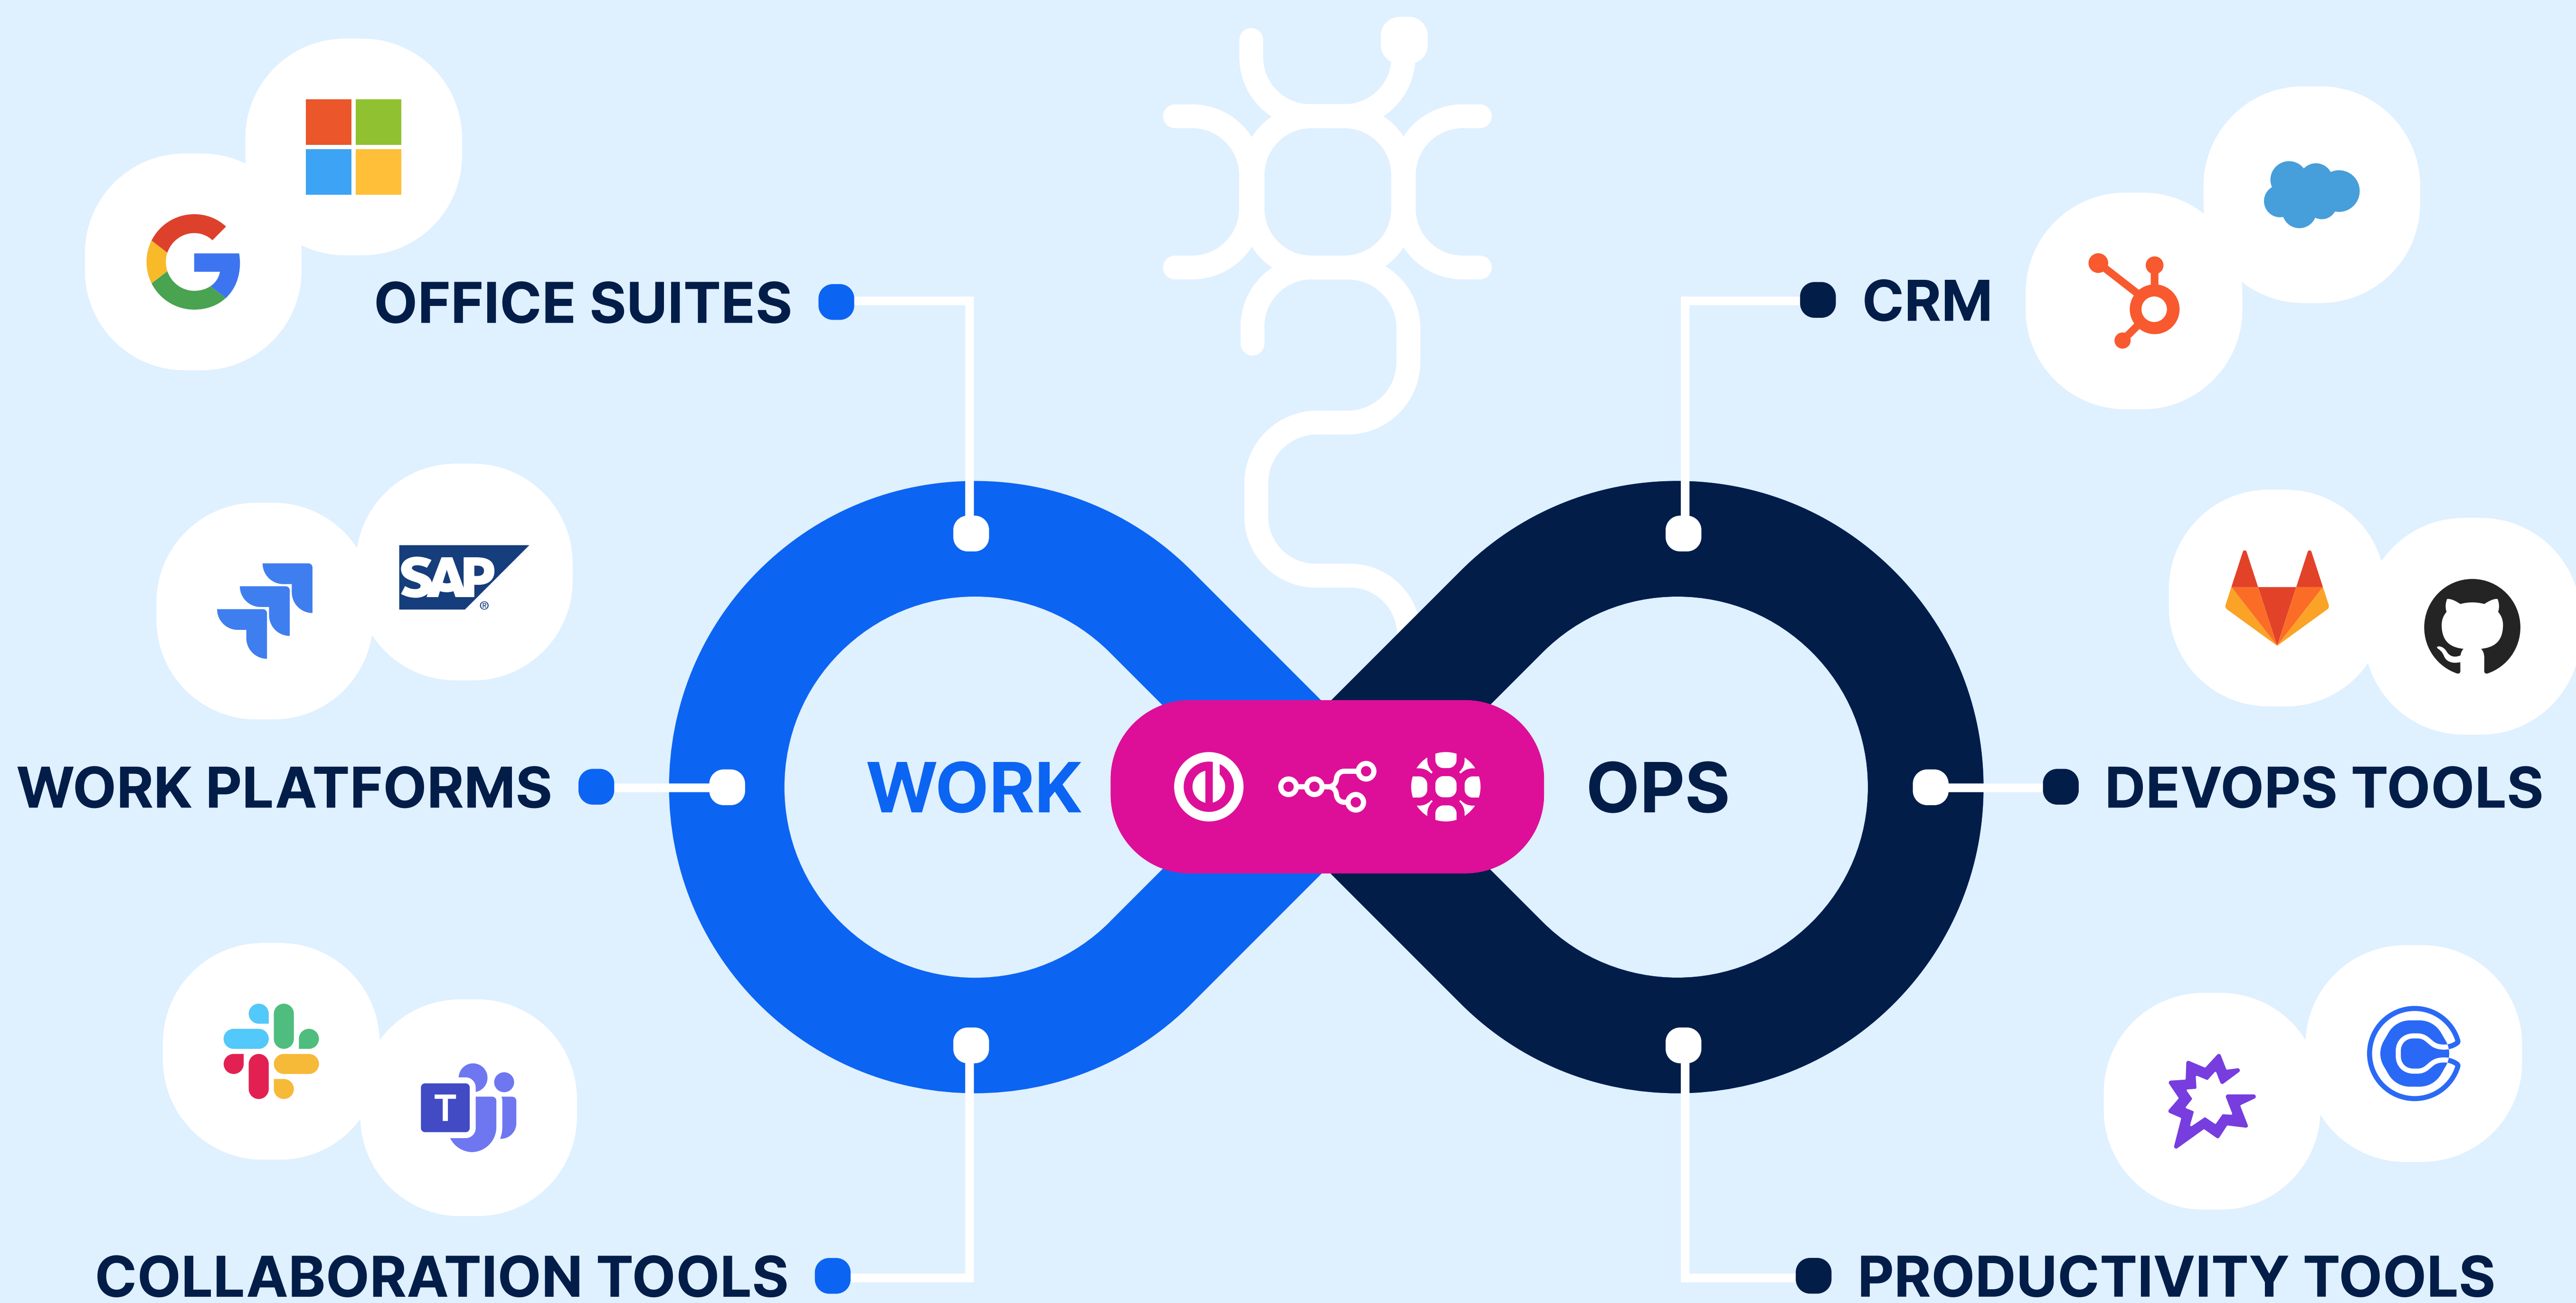 OFFICE SUITES
CRM
SAP
®
WORK PLATFORMS
WORK
OPS
DEVOPS TOOLS
T
COLLABORATION TOOLS
PRODUCTIVITY TOOLS